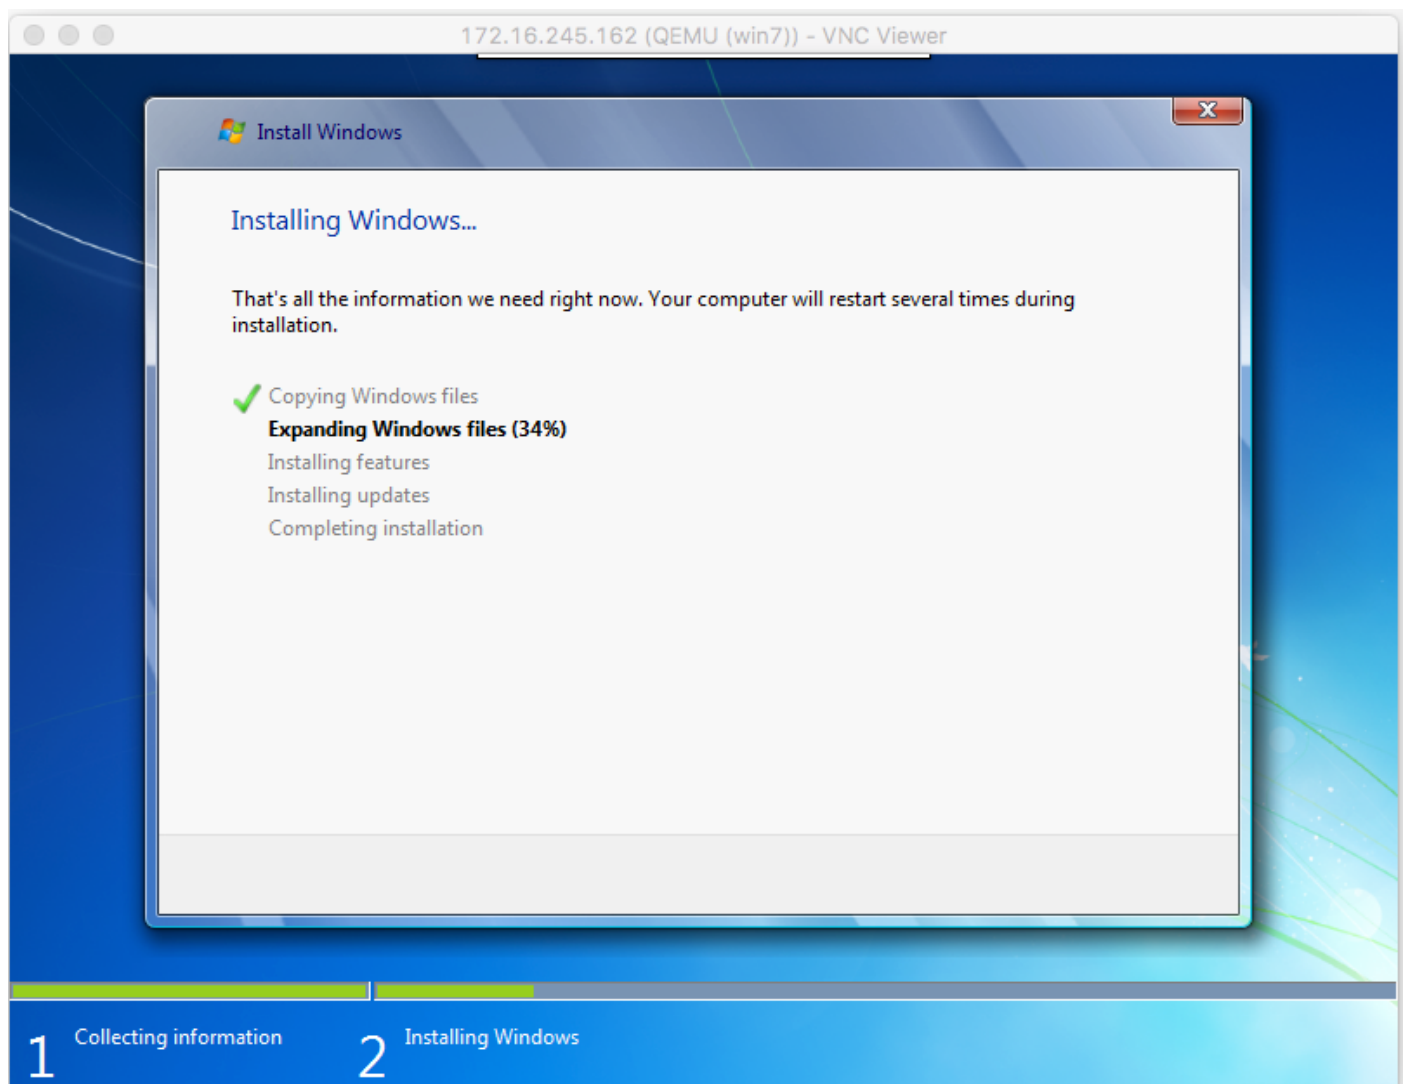 172.16.245.162 (QEMU (win7)) - VNC Viewer
Install Windows
Installing Windows...
That's all the information we need right now. Your computer will restart several times during
installation.
Copying Windows files
Expanding Windows files (34%)
Installing features
Installing updates
Completing installation
1 Collecting information 2 Installing Windows